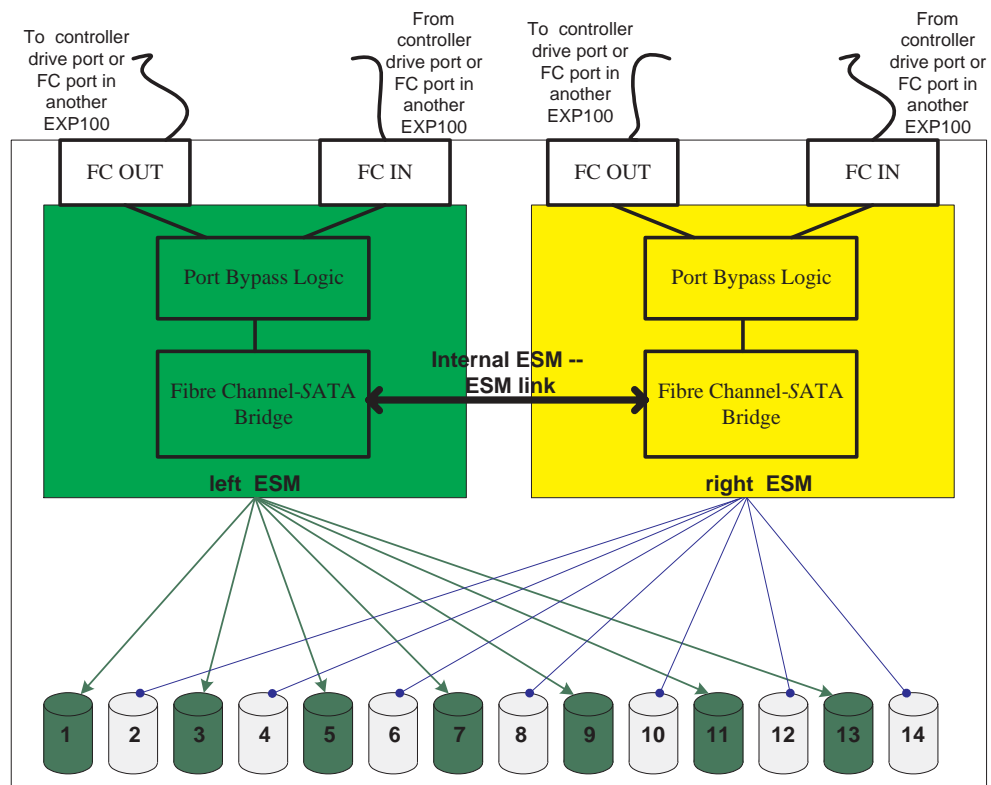 To controller
drive port or
FC port in
another
EXP100
From
controller
drive port or
FC port in
another
EXP100
To controller
drive port or
FC port in
another
EXP100
From
controller
drive port or
FC port in
another
EXP100
FC OUT
FC IN
FC OUT
FC IN
Port Bypass Logic
Port Bypass Logic
Fibre Channel-SATA
Bridge
Internal ESM --
ESM link
Fibre Channel-SATA
Bridge
left ESM
right ESM
1
2
3
4
5
6
7
8
9
10
11
12
13
14